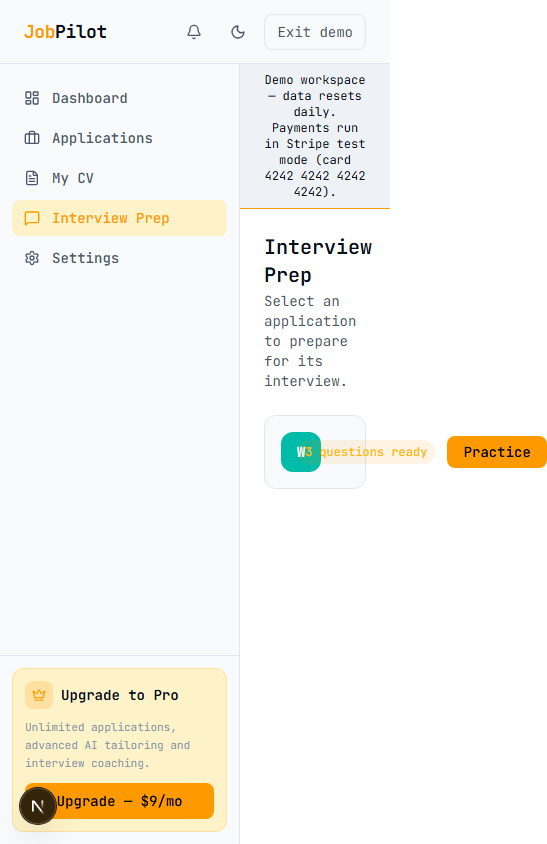 JobPilot
Exit demo
Dashboard
Applications
My CV
Interview Prep
Settings
Upgrade to Pro
Unlimited applications,
advanced AI tailoring and
interview coaching.
Upgrade — $9/mo
N
Demo workspace
— data resets
daily.
Payments run
in Stripe test
mode (card
4242 4242 4242
4242).
Interview
Prep
Select an
application
to prepare
for its
interview.
W
3 questions ready
Practice